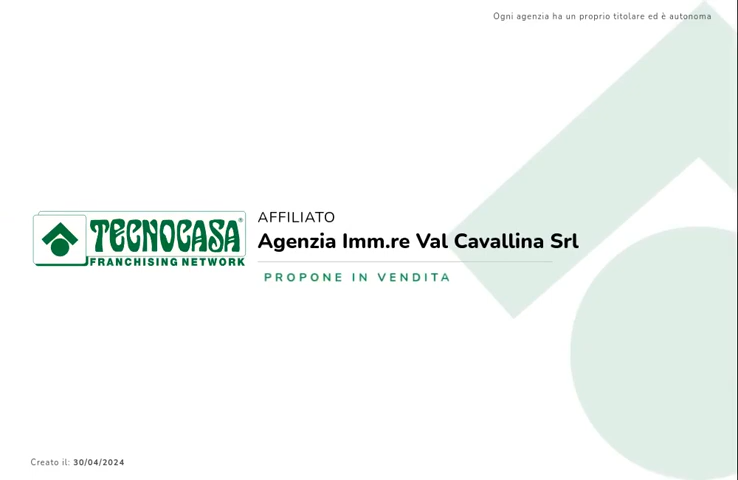 Ogni agenzia ha un proprio titolare ed è autonoma
TECNOCASA®
FRANCHISING NETWORK
AFFILIATO
Agenzia Imm.re Val Cavallina Srl
PROPONE IN VENDITA
Creato il: 30/04/2024